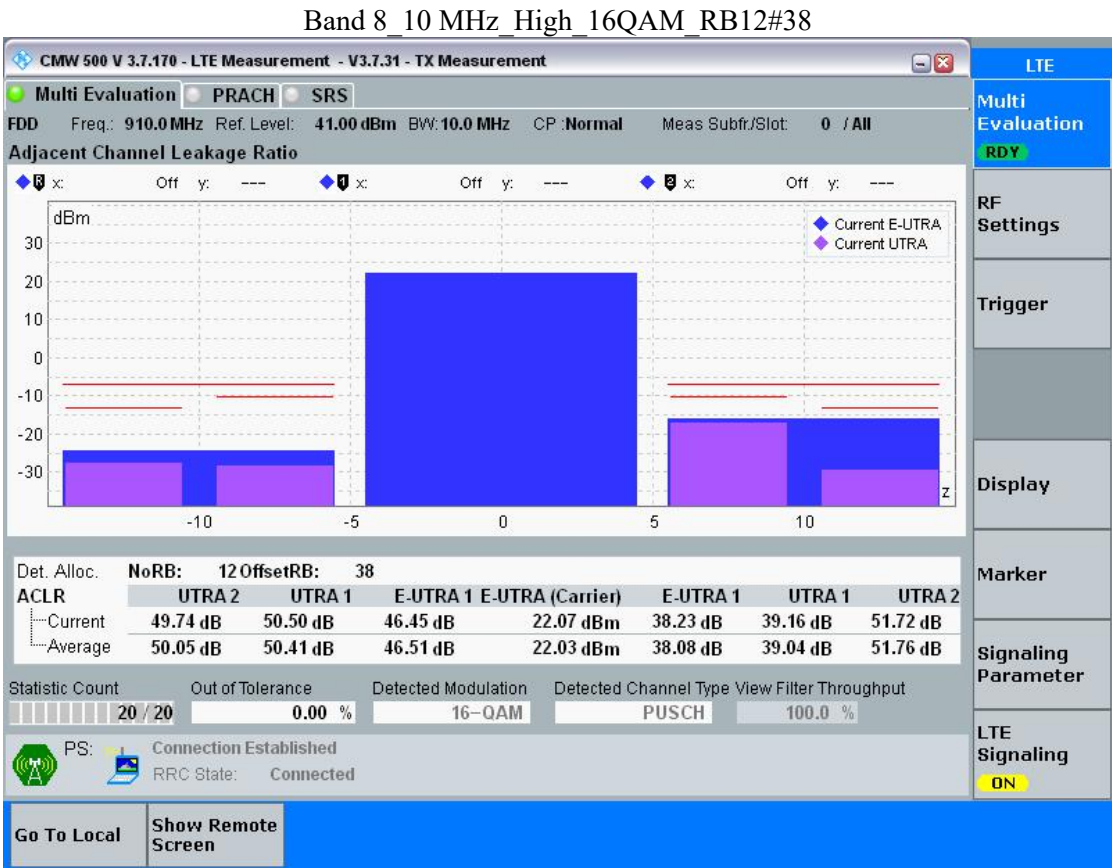 Band 8_10 MHz_High_16QAM_RB12#38
CMW 500 V 3.7.170 - LTE Measurement - V3.7.31 - TX Measurement
LTE
Multi Evaluation PRACH SRS
Multi Evaluation
RDY
FDD Freq.: 910.0 MHz Ref. Level: 41.00 dBm BW: 10.0 MHz CP :Normal Meas Subfr./Slot: 0 / All
Adjacent Channel Leakage Ratio
R x: Off y: --- 1 x: Off y: --- 2 x: Off y: ---
RF Settings
dBm
Current E-UTRA
Current UTRA
30
20
10
0
-10
-20
-30
z
-10 -5 0 5 10
Trigger
Display
Marker
Det. Alloc. NoRB: 12 OffsetRB: 38
ACLR UTRA 2 UTRA 1 E-UTRA 1 E-UTRA (Carrier) E-UTRA 1 UTRA 1 UTRA 2
Current 49.74 dB 50.50 dB 46.45 dB 22.07 dBm 38.23 dB 39.16 dB 51.72 dB
Average 50.05 dB 50.41 dB 46.51 dB 22.03 dBm 38.08 dB 39.04 dB 51.76 dB
Signaling Parameter
Statistic Count Out of Tolerance Detected Modulation Detected Channel Type View Filter Throughput
20 / 20 0.00 % 16-QAM PUSCH 100.0 %
PS: Connection Established
RRC State: Connected
LTE Signaling
ON
Go To Local
Show Remote Screen